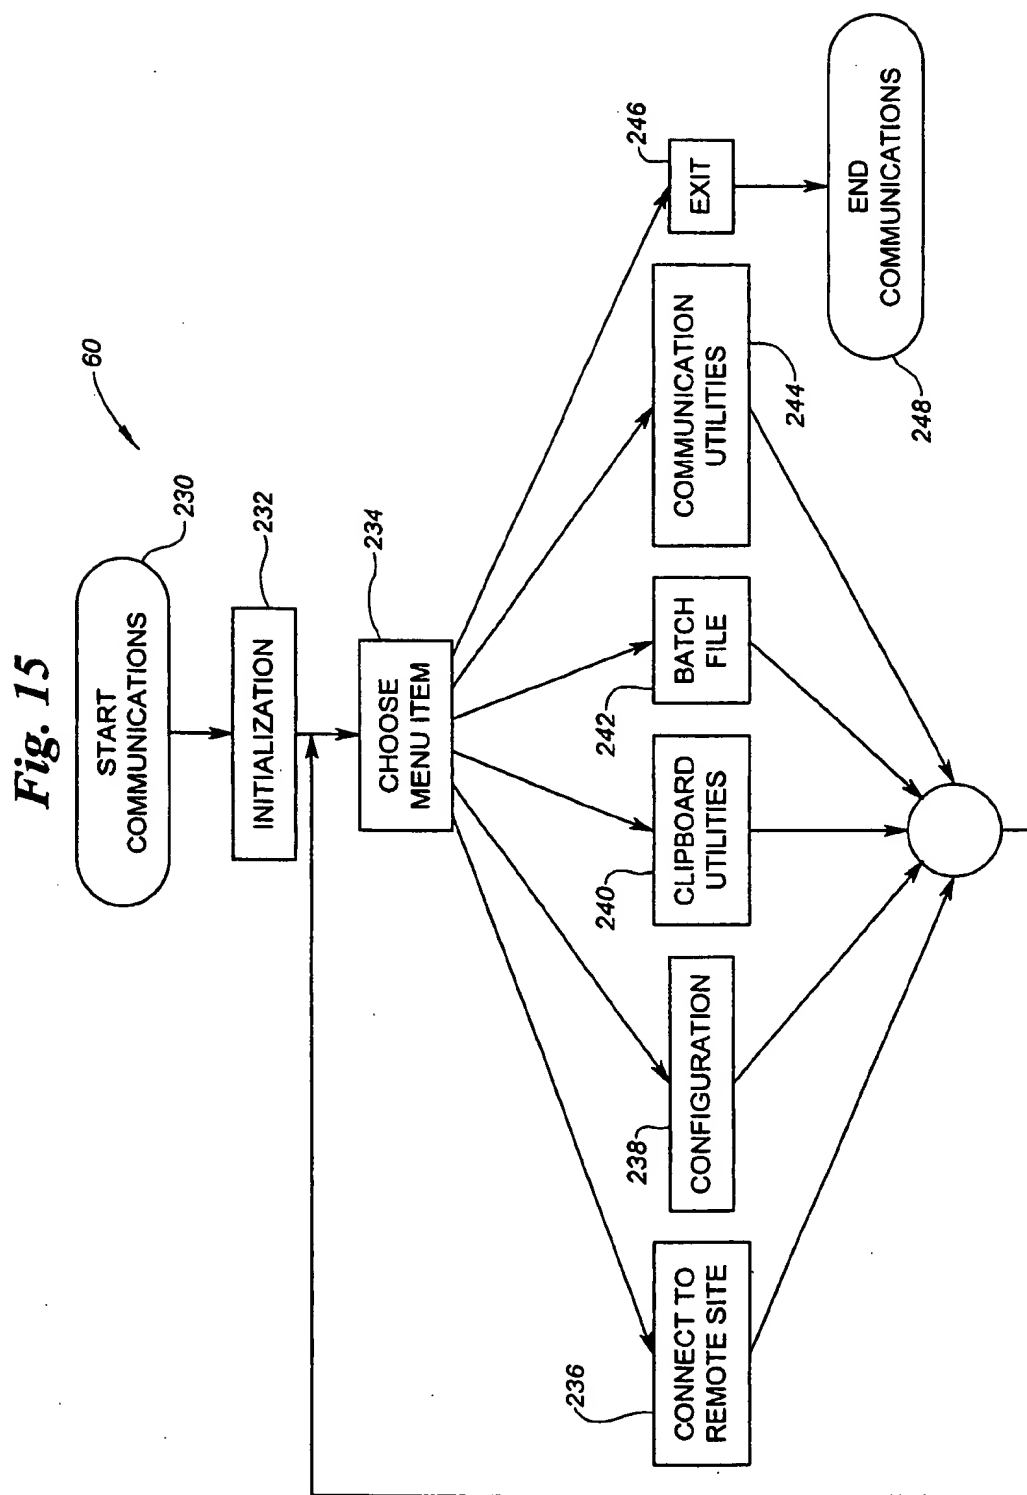 Fig. 15
60
START
COMMUNICATIONS
230
INITIALIZATION
232
CHOOSE
MENU ITEM
234
236
CONNECT TO
REMOTE SITE
238
CONFIGURATION
240
CLIPBOARD
UTILITIES
242
BATCH
FILE
COMMUNICATION
UTILITIES
244
EXIT
246
END
COMMUNICATIONS
248